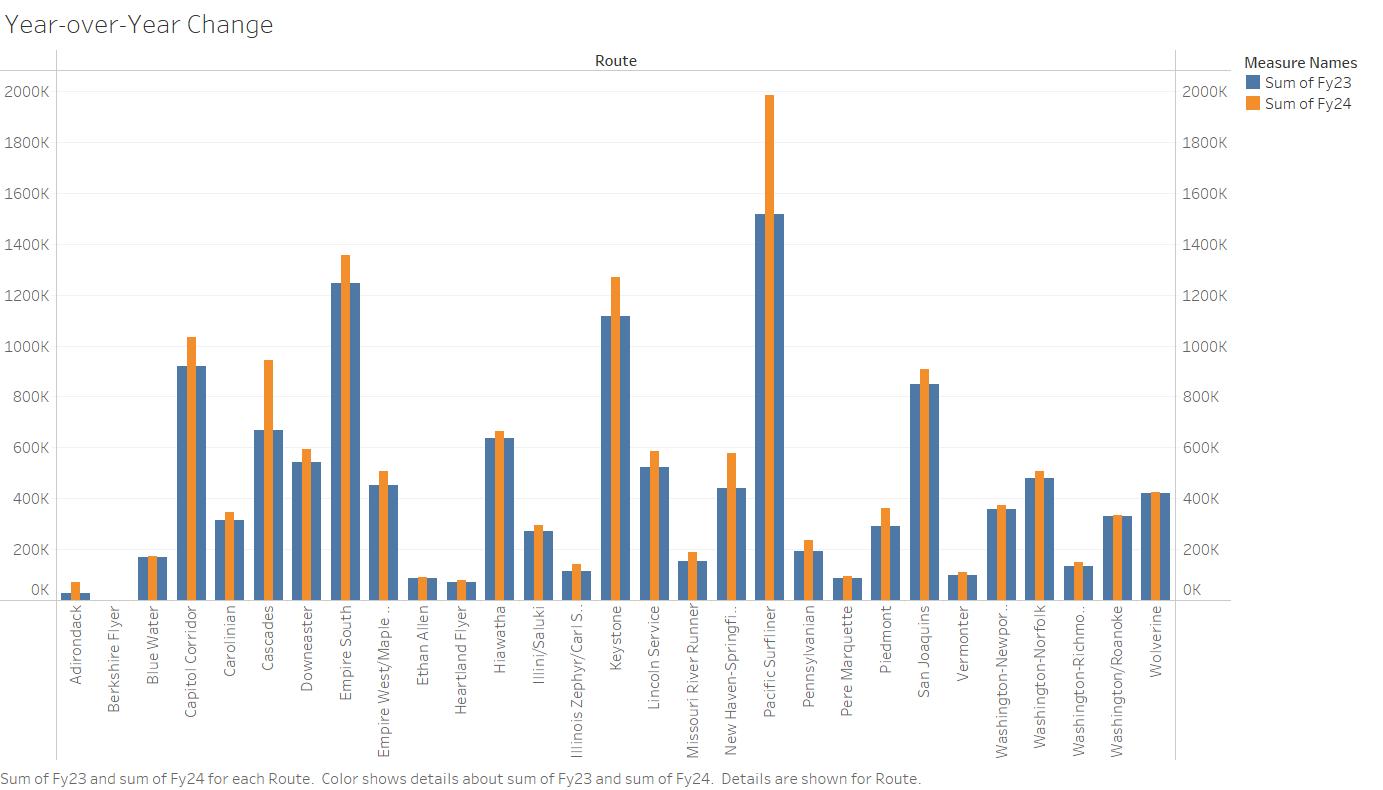 Year-over-Year Change
Route
Measure Names
Sum of Fy23
Sum of Fy24
2000K
1800K
1600K
1400K
1200K
1000K
800K
600K
400K
200K
0K
2000K
1800K
1600K
1400K
1200K
1000K
800K
600K
400K
200K
0K
Adirondack
Berkshire Flyer
Blue Water
Capitol Corridor
Carolinian
Cascades
Downeaster
Empire South
Empire West/Maple ..
Ethan Allen
Heartland Flyer
Hiawatha
Illini/Saluki
Illinois Zephyr/Carl S..
Keystone
Lincoln Service
Missouri River Runner
New Haven-Springfi..
Pacific Surfliner
Pennsylvanian
Pere Marquette
Piedmont
San Joaquins
Vermonter
Washington-Newpor..
Washington-Norfolk
Washington-Richmo..
Washington/Roanoke
Wolverine
Sum of Fy23 and sum of Fy24 for each Route.  Color shows details about sum of Fy23 and sum of Fy24.  Details are shown for Route.